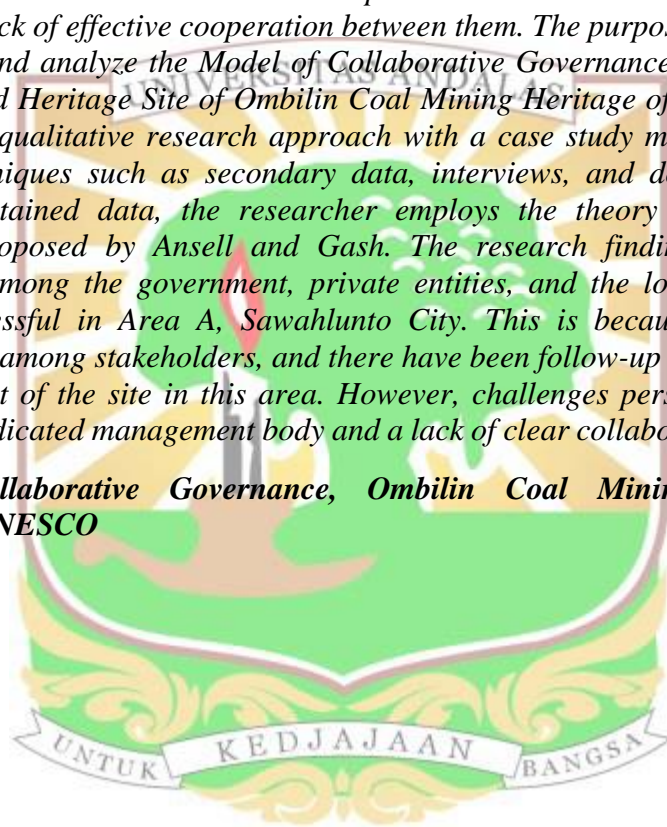 ck of effective cooperation between them. The purpos
nd analyze the Model of Collaborative Governance
d Heritage Site of Ombilin Coal Mining Heritage of
qualitative research approach with a case study m
niques such as secondary data, interviews, and d
tained data, the researcher employs the theory
oposed by Ansell and Gash. The research findin
mong the government, private entities, and the lo
essful in Area A, Sawahlunto City. This is becau
among stakeholders, and there have been follow-up
t of the site in this area. However, challenges pers
dicated management body and a lack of clear collabo
llaborative Governance, Ombilin Coal Minin
NESCO
UNIVERSITAS ANDALAS
UNTUK KEDJAJAAN BANGSA